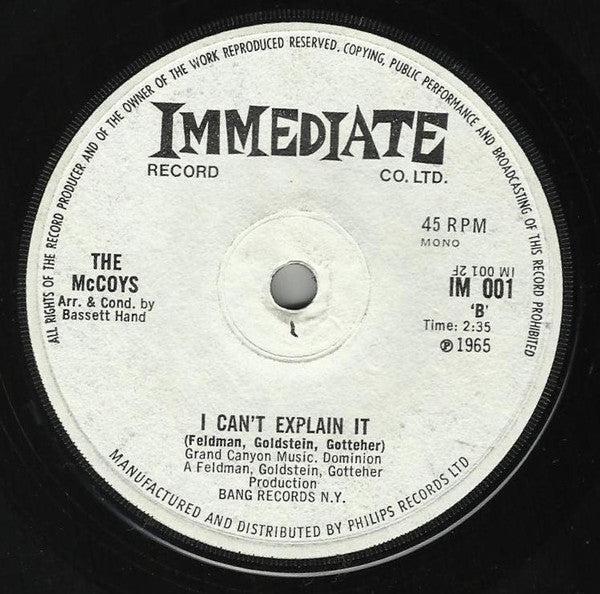 ALL RIGHTS OF THE RECORD PRODUCER AND OF THE OWNER OF THE WORK REPRODUCED RESERVED. COPYING, PUBLIC PERFORMANCE AND BROADCASTING OF THIS RECORD PROHIBITED
IMMEDIATE
RECORD CO. LTD.
45 RPM
MONO
THE
McCOYS
Arr. & Cond. by
Bassett Hand
IM 001 2F
IM 001
'B'
Time: 2:35
℗ 1965
I CAN'T EXPLAIN IT
(Feldman, Goldstein, Gotteher)
Grand Canyon Music. Dominion
A Feldman, Goldstein, Gotteher
Production
BANG RECORDS N.Y.
MANUFACTURED AND DISTRIBUTED BY PHILIPS RECORDS LTD